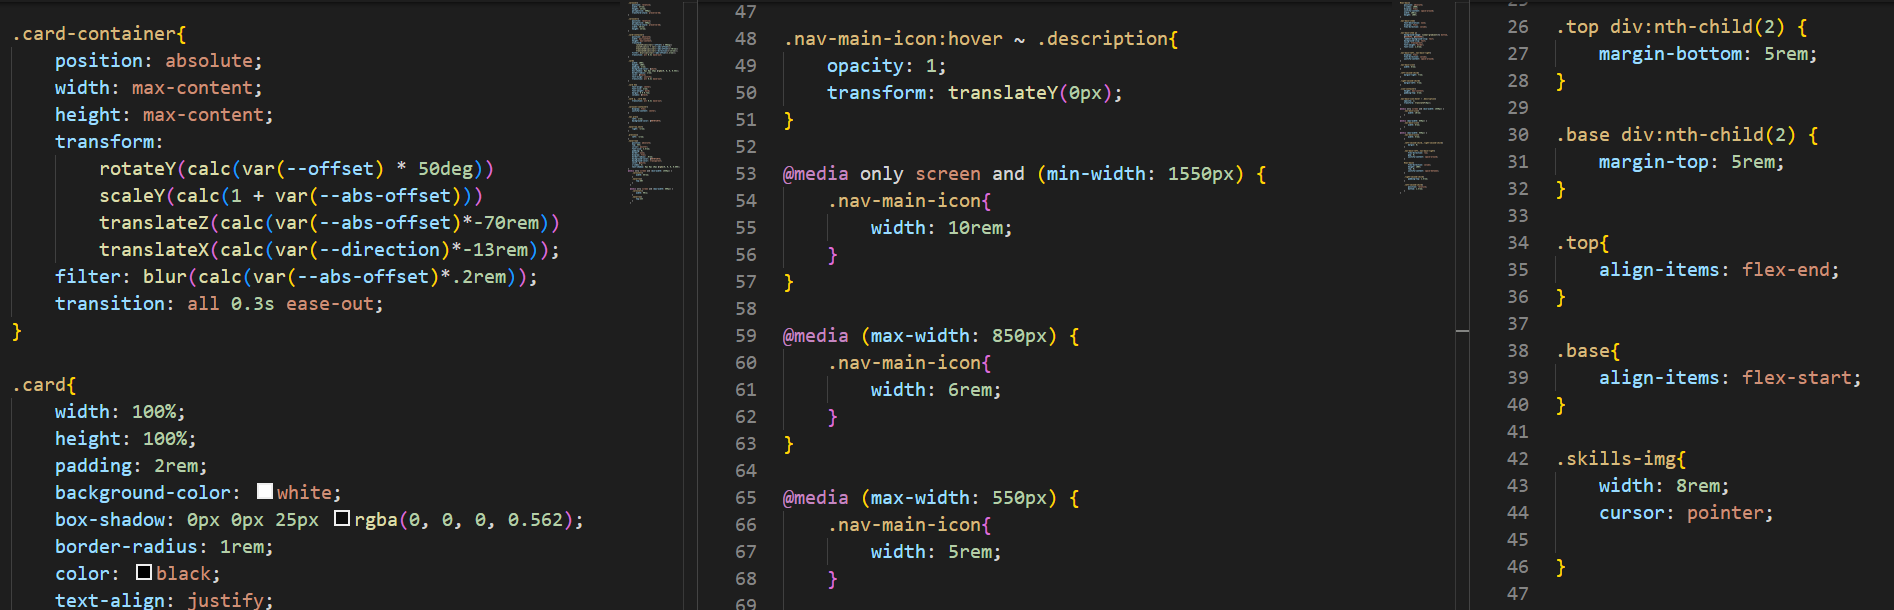 .card-container{
    position: absolute;
    width: max-content;
    height: max-content;
    transform:
        rotateY(calc(var(--offset) * 50deg))
        scaleY(calc(1 + var(--abs-offset)))
        translateZ(calc(var(--abs-offset)*-70rem))
        translateX(calc(var(--direction)*-13rem));
    filter: blur(calc(var(--abs-offset)*.2rem));
    transition: all 0.3s ease-out;
}
.card{
    width: 100%;
    height: 100%;
    padding: 2rem;
    background-color: white;
    box-shadow: 0px 0px 25px rgba(0, 0, 0, 0.562);
    border-radius: 1rem;
    color: black;
    text-align: justify;
47
48 .nav-main-icon:hover ~ .description{
49     opacity: 1;
50     transform: translateY(0px);
51 }
52
53 @media only screen and (min-width: 1550px) {
54     .nav-main-icon{
55         width: 10rem;
56     }
57 }
58
59 @media (max-width: 850px) {
60     .nav-main-icon{
61         width: 6rem;
62     }
63 }
64
65 @media (max-width: 550px) {
66     .nav-main-icon{
67         width: 5rem;
68     }
69
25
26 .top div:nth-child(2) {
27     margin-bottom: 5rem;
28 }
29
30 .base div:nth-child(2) {
31     margin-top: 5rem;
32 }
33
34 .top{
35     align-items: flex-end;
36 }
37
38 .base{
39     align-items: flex-start;
40 }
41
42 .skills-img{
43     width: 8rem;
44     cursor: pointer;
45
46 }
47